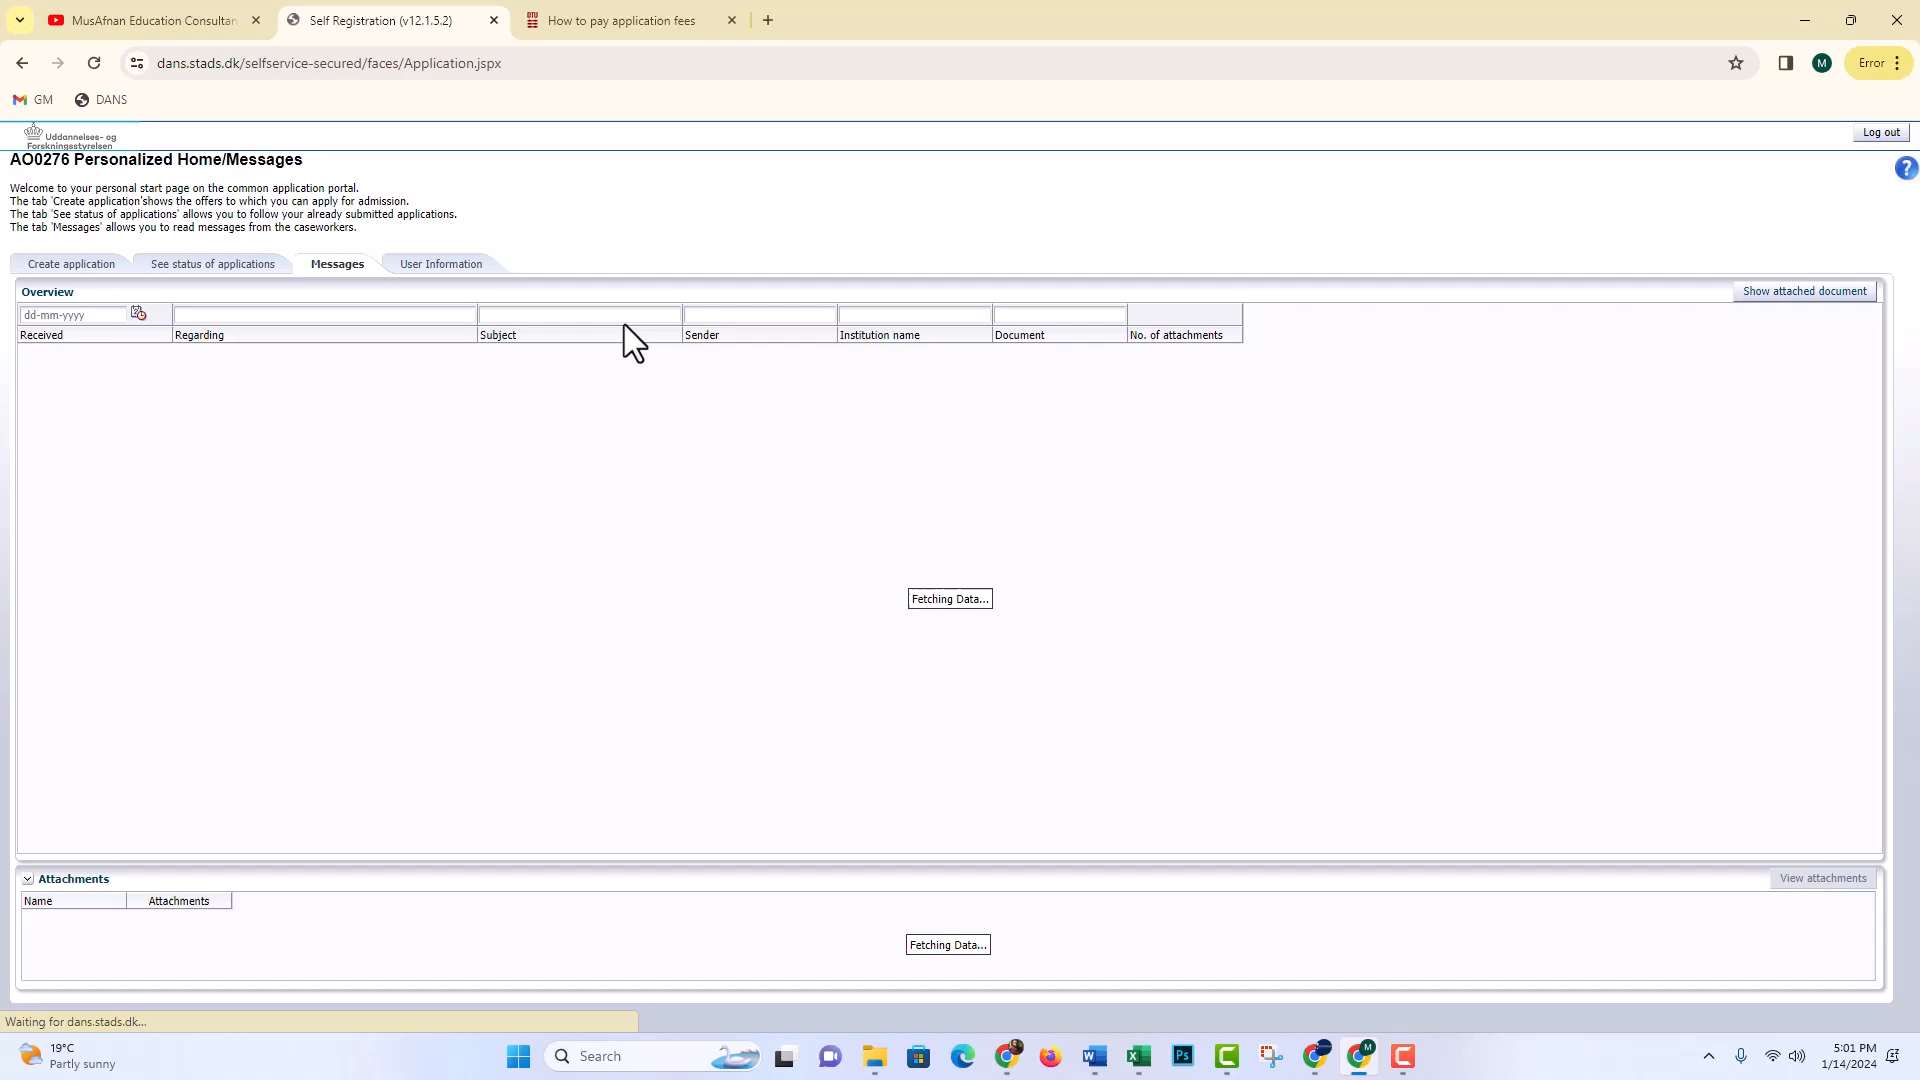 MusAfnan Education Consultan
Self Registration (v12.1.5.2)
How to pay application fees
dans.stads.dk/selfservice-secured/faces/Application.jspx
M
Error
GM
DANS
Uddannelses- og
Forskningsstyrelsen
Log out
AO0276 Personalized Home/Messages
?
Welcome to your personal start page on the common application portal.
The tab 'Create application'shows the offers to which you can apply for admission.
The tab 'See status of applications' allows you to follow your already submitted applications.
The tab 'Messages' allows you to read messages from the caseworkers.
Create application
See status of applications
Messages
User Information
Overview
Show attached document
dd-mm-yyyy
Received
Regarding
Subject
Sender
Institution name
Document
No. of attachments
Fetching Data...
Attachments
View attachments
Name
Attachments
Fetching Data...
Waiting for dans.stads.dk...
19°C
Partly sunny
Search
5:01 PM
1/14/2024